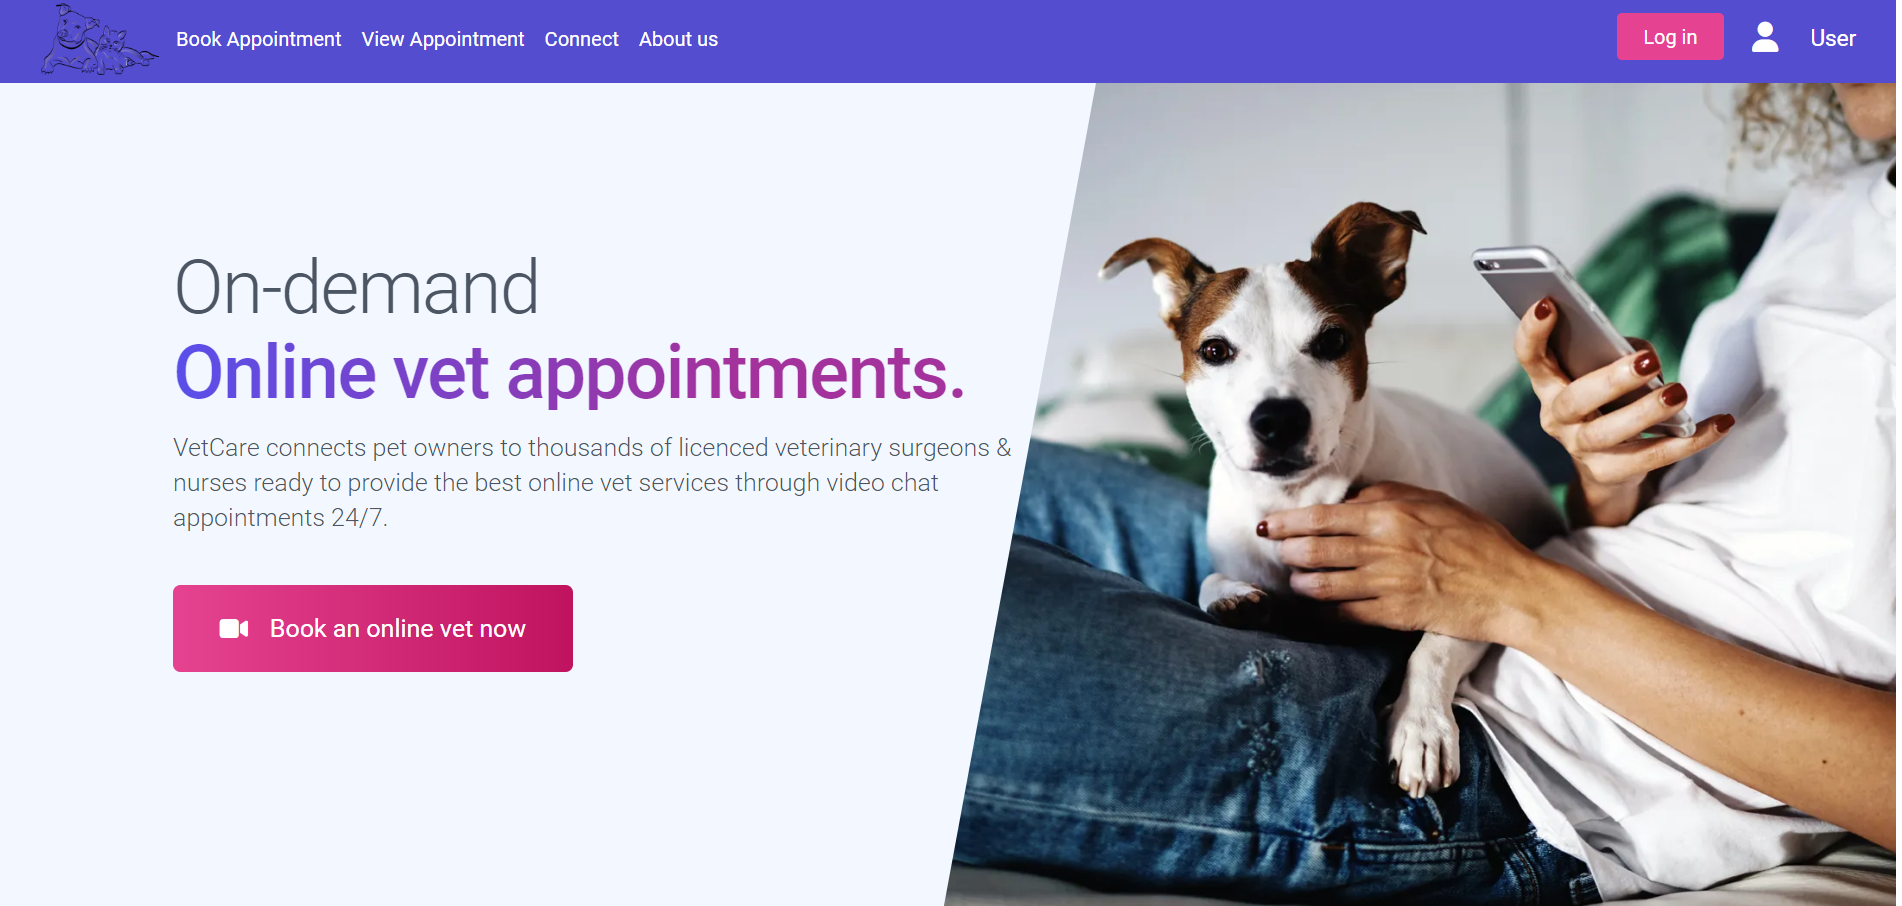 Book Appointment View Appointment Connect About us Log in User
On-demand
Online vet appointments.
VetCare connects pet owners to thousands of licenced veterinary surgeons &
nurses ready to provide the best online vet services through video chat
appointments 24/7.
Book an online vet now